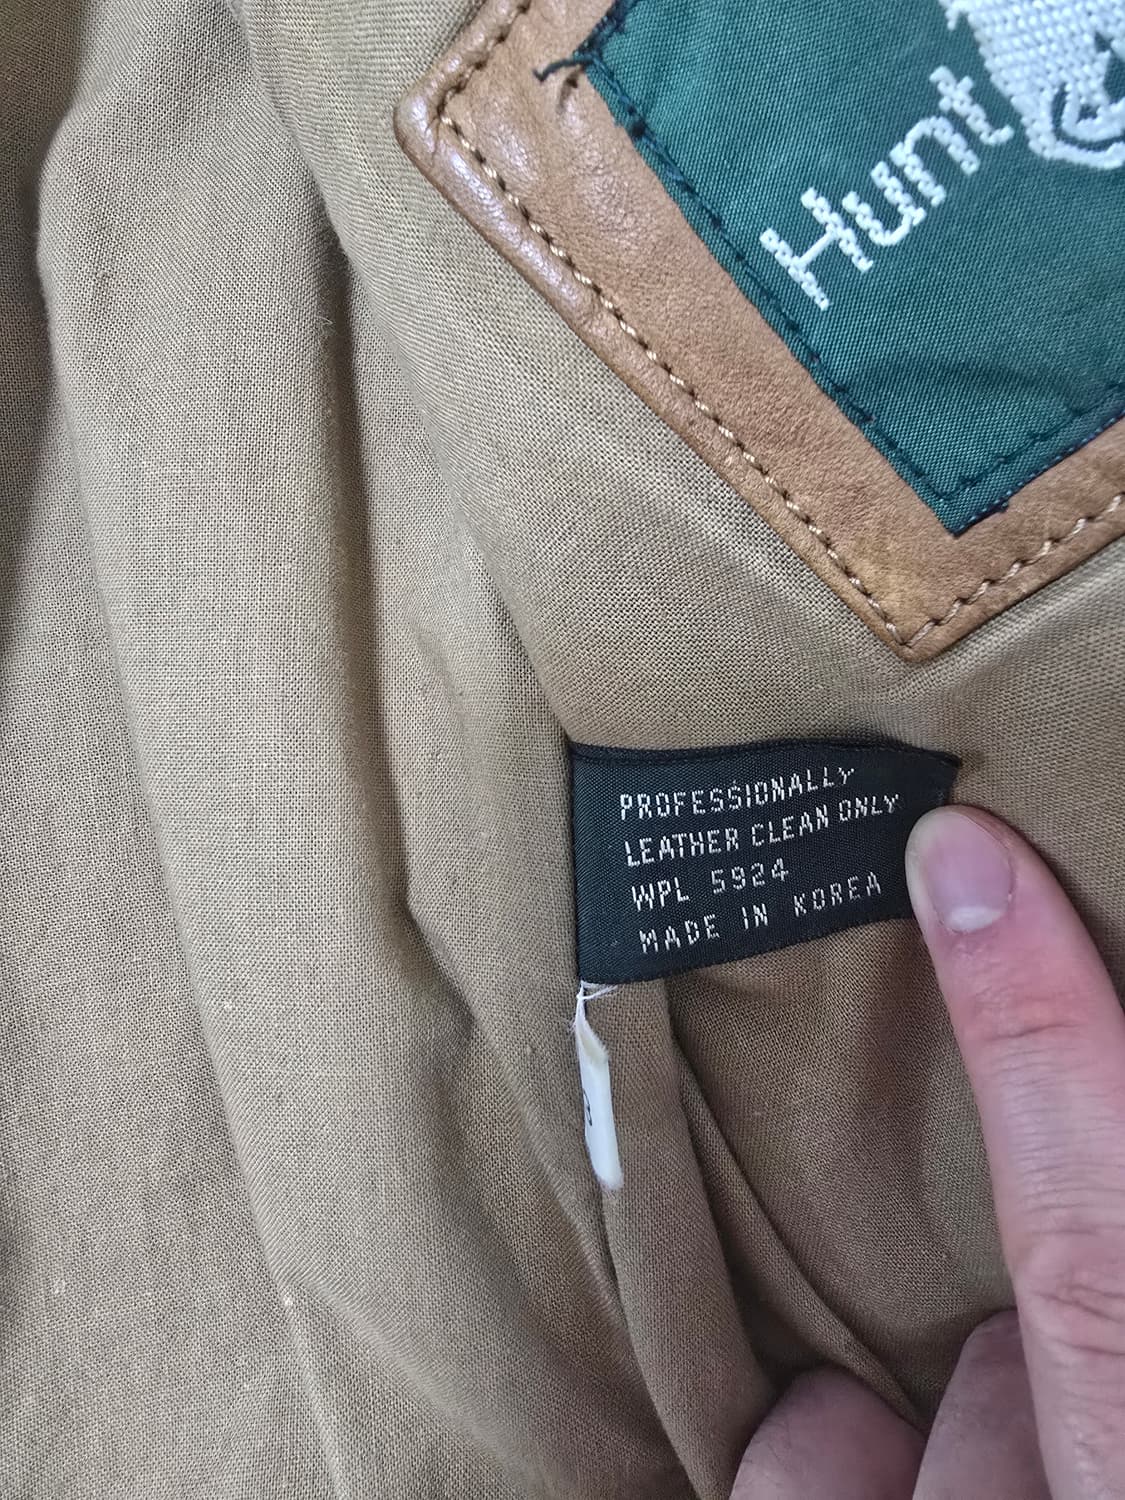 Hunt
PROFESSIONALLY
LEATHER CLEAN ONLY
WPL 5924
MADE IN KOREA